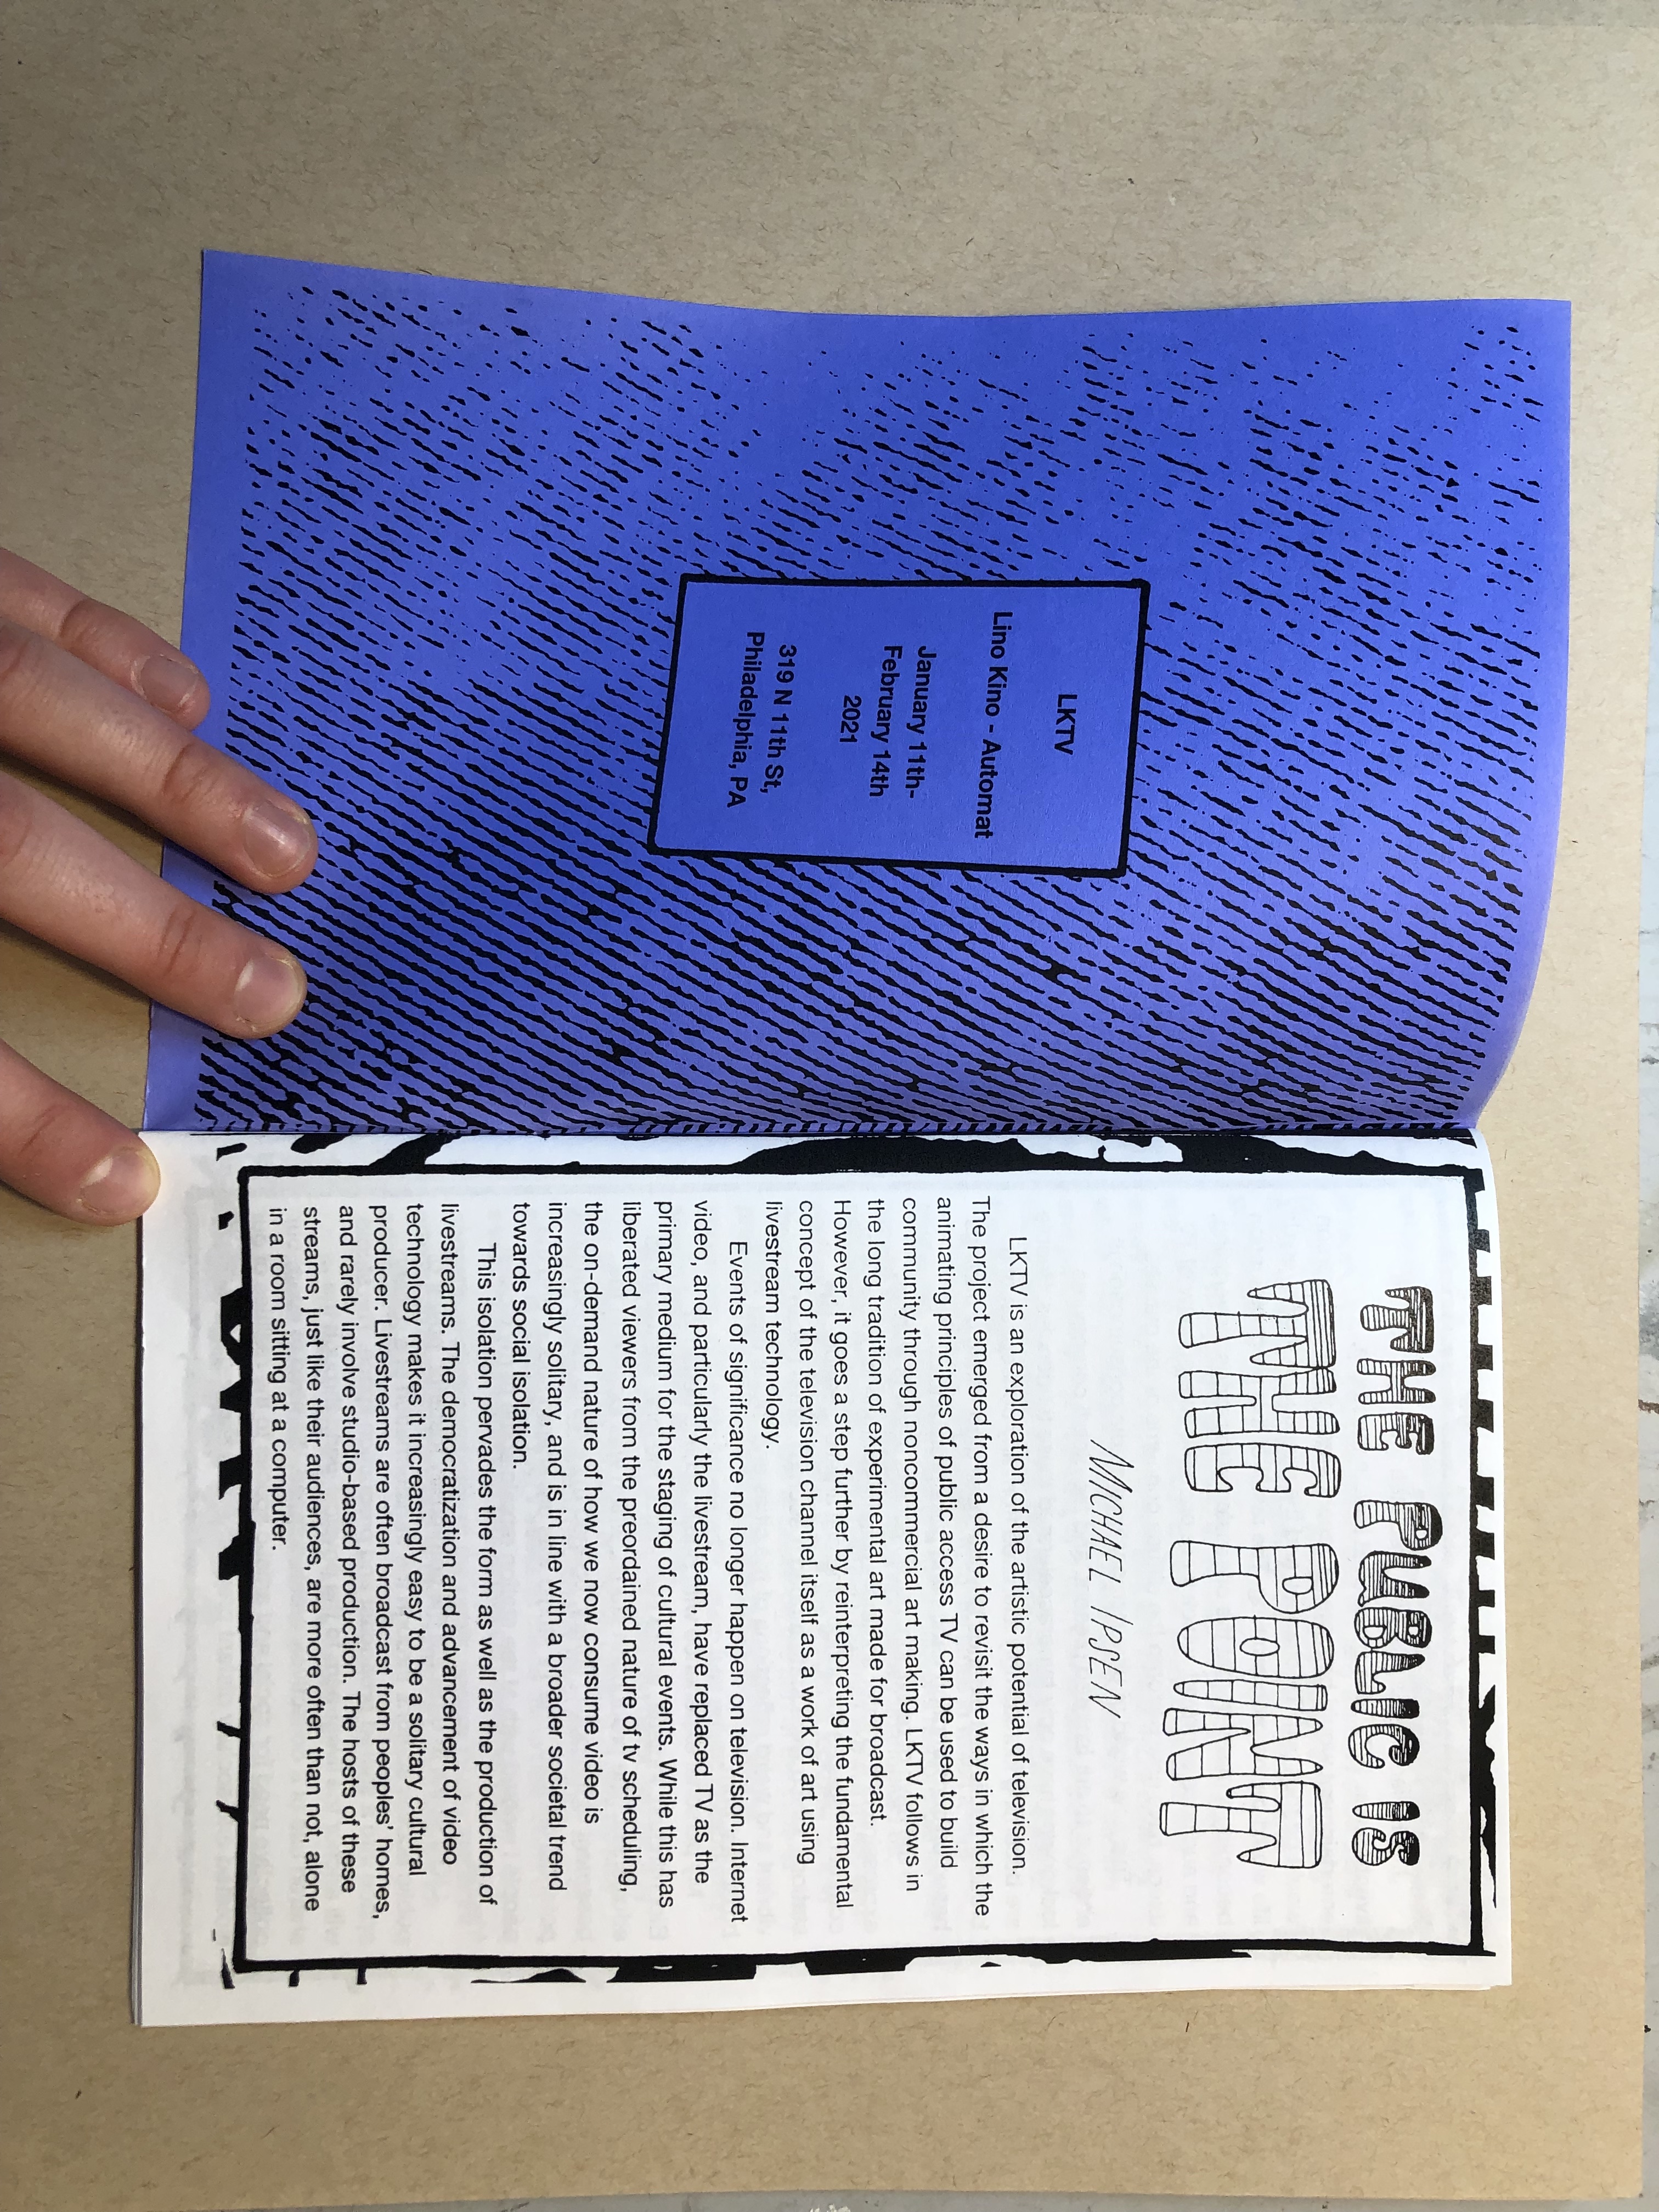 LKTV
Lino Kino - Automat
January 11th-
February 14th
2021
319 N 11th St,
Philadelphia, PA
THE PUBLIC IS
THE POINT
MICHAEL IPSEN
LKTV is an exploration of the artistic potential of television.
The project emerged from a desire to revisit the ways in which the
animating principles of public access TV can be used to build
community through noncommercial art making. LKTV follows in
the long tradition of experimental art made for broadcast.
However, it goes a step further by reinterpreting the fundamental
concept of the television channel itself as a work of art using
livestream technology.
Events of significance no longer happen on television. Internet
video, and particularly the livestream, have replaced TV as the
primary medium for the staging of cultural events. While this has
liberated viewers from the preordained nature of tv scheduling,
the on-demand nature of how we now consume video is
increasingly solitary, and is in line with a broader societal trend
towards social isolation.
This isolation pervades the form as well as the production of
livestreams. The democratization and advancement of video
technology makes it increasingly easy to be a solitary cultural
producer. Livestreams are often broadcast from peoples' homes,
and rarely involve studio-based production. The hosts of these
streams, just like their audiences, are more often than not, alone
in a room sitting at a computer.